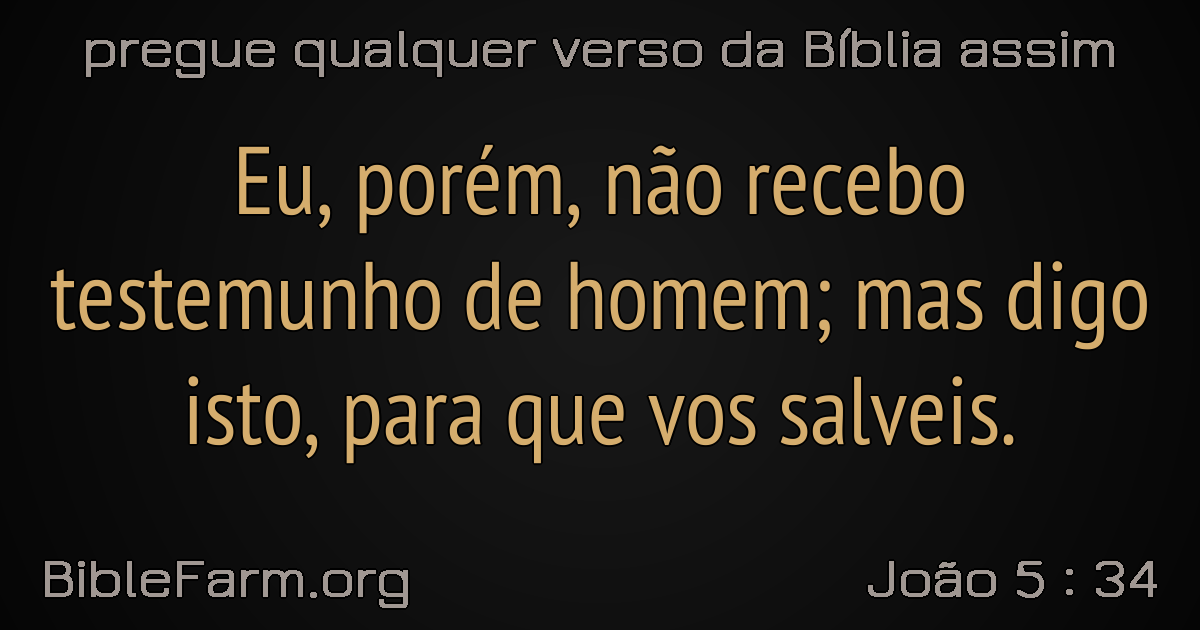 pregue qualquer verso da Bíblia assim
Eu, porém, não recebo
testemunho de homem; mas digo
isto, para que vos salveis.
BibleFarm.org
João 5 : 34